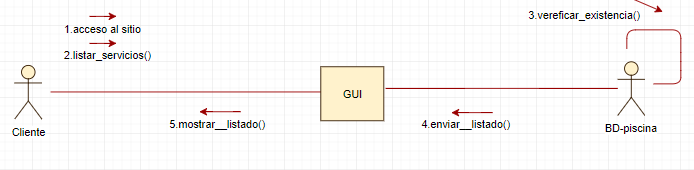 3.vereficar_existencia()
1.acceso al sitio
2.listar_servicios()
GUI
Cliente
5.mostrar__listado()
4.enviar__listado()
BD-piscina